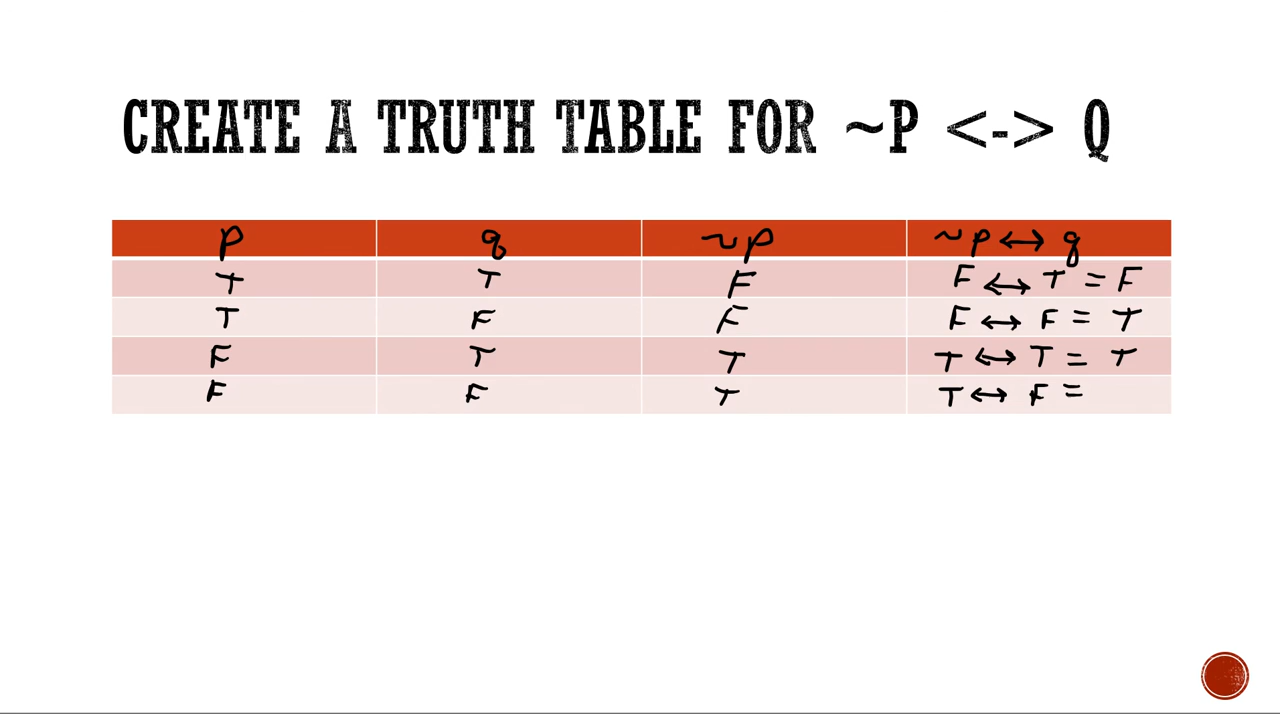 CREATE A TRUTH TABLE FOR ~P <-> Q
p q ~p ~p ↔ q
T T F F ↔ T = F
T F F F ↔ F = T
F T T T ↔ T = T
F F T T ↔ F =